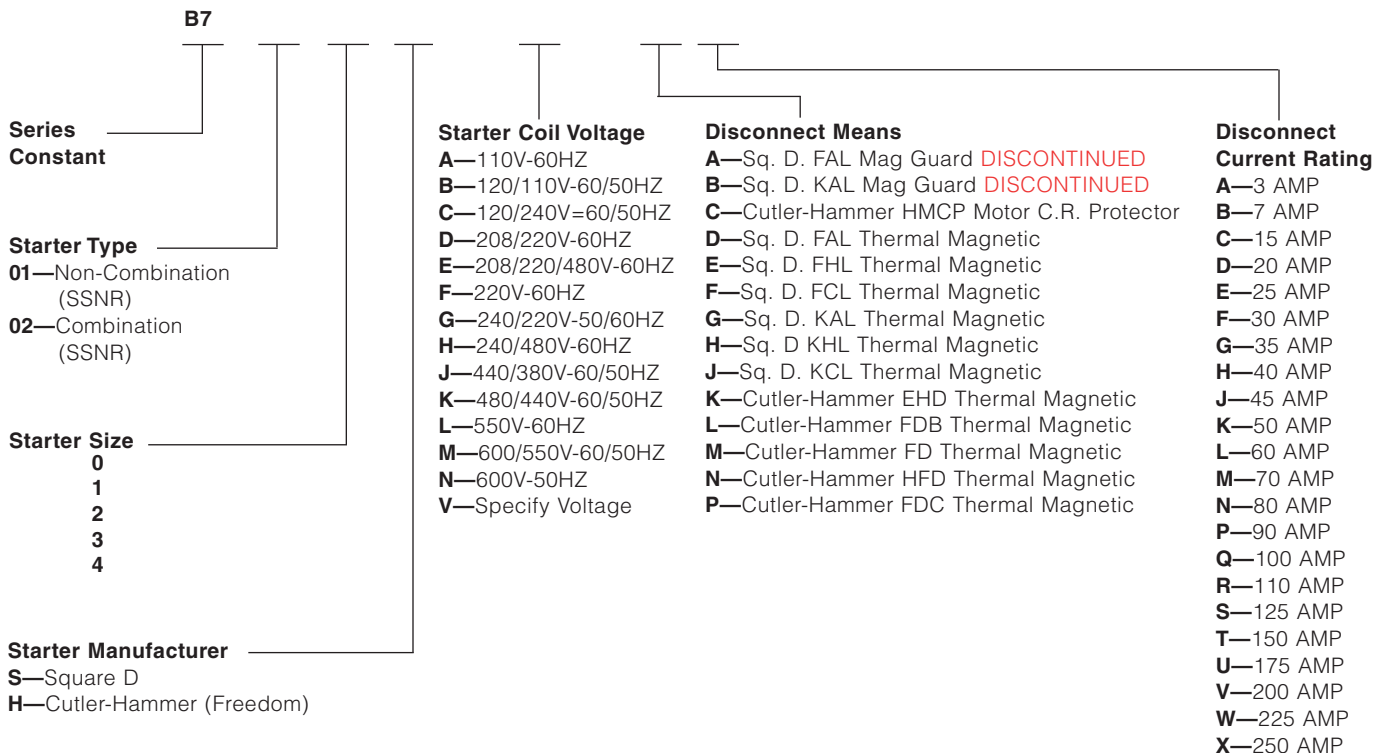 B7
Series
Constant
Starter Type
01—Non-Combination
(SSNR)
02—Combination
(SSNR)
Starter Size
0
1
2
3
4
Starter Manufacturer
S—Square D
H—Cutler-Hammer (Freedom)
Starter Coil Voltage
A—110V-60HZ
B—120/110V-60/50HZ
C—120/240V=60/50HZ
D—208/220V-60HZ
E—208/220/480V-60HZ
F—220V-60HZ
G—240/220V-50/60HZ
H—240/480V-60HZ
J—440/380V-60/50HZ
K—480/440V-60/50HZ
L—550V-60HZ
M—600/550V-60/50HZ
N—600V-50HZ
V—Specify Voltage
Disconnect Means
A—Sq. D. FAL Mag Guard DISCONTINUED
B—Sq. D. KAL Mag Guard DISCONTINUED
C—Cutler-Hammer HMCP Motor C.R. Protector
D—Sq. D. FAL Thermal Magnetic
E—Sq. D. FHL Thermal Magnetic
F—Sq. D. FCL Thermal Magnetic
G—Sq. D. KAL Thermal Magnetic
H—Sq. D KHL Thermal Magnetic
J—Sq. D. KCL Thermal Magnetic
K—Cutler-Hammer EHD Thermal Magnetic
L—Cutler-Hammer FDB Thermal Magnetic
M—Cutler-Hammer FD Thermal Magnetic
N—Cutler-Hammer HFD Thermal Magnetic
P—Cutler-Hammer FDC Thermal Magnetic
Disconnect
Current Rating
A—3 AMP
B—7 AMP
C—15 AMP
D—20 AMP
E—25 AMP
F—30 AMP
G—35 AMP
H—40 AMP
J—45 AMP
K—50 AMP
L—60 AMP
M—70 AMP
N—80 AMP
P—90 AMP
Q—100 AMP
R—110 AMP
S—125 AMP
T—150 AMP
U—175 AMP
V—200 AMP
W—225 AMP
X—250 AMP